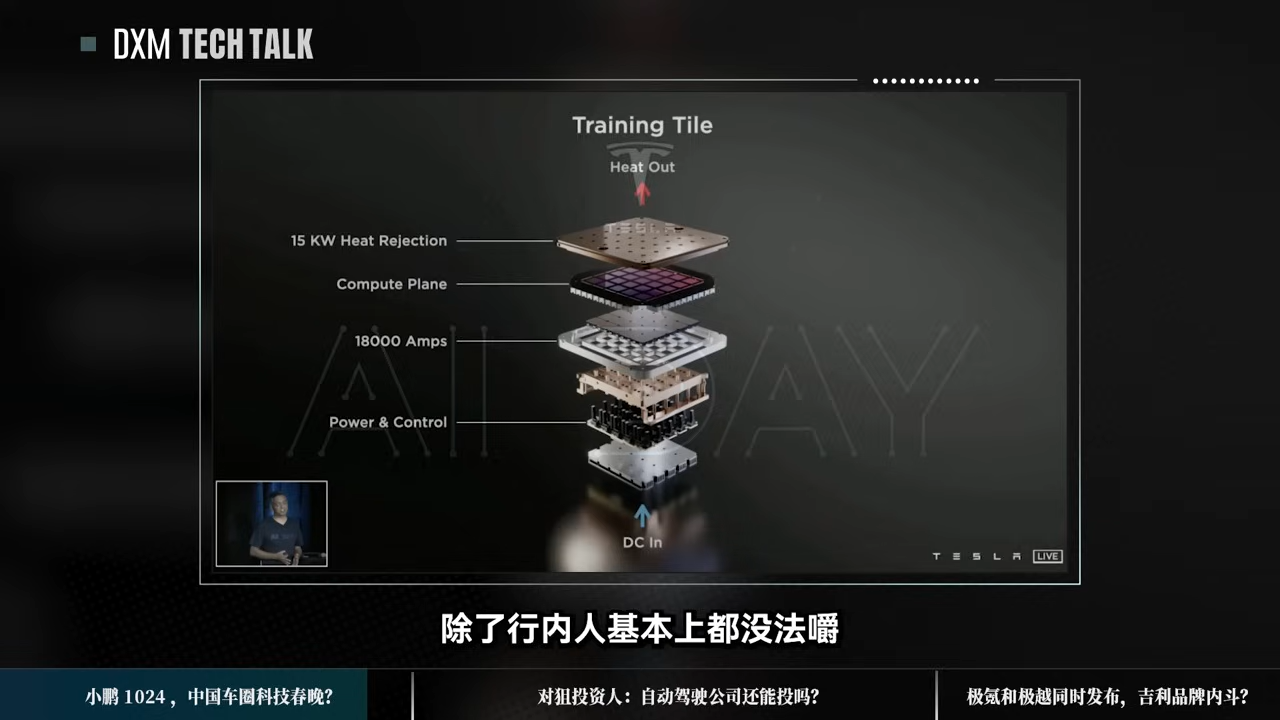 DXM TECH TALK
Training Tile
Heat Out
TESLA
15 KW Heat Rejection
Compute Plane
18000 Amps
Power & Control
AI DAY
DC In
TESLA LIVE
除了行内人基本上都没法嚼
小鹏 1024，中国车圈科技春晚？
对狙投资人：自动驾驶公司还能投吗？
极氪和极越同时发布，吉利品牌内斗？